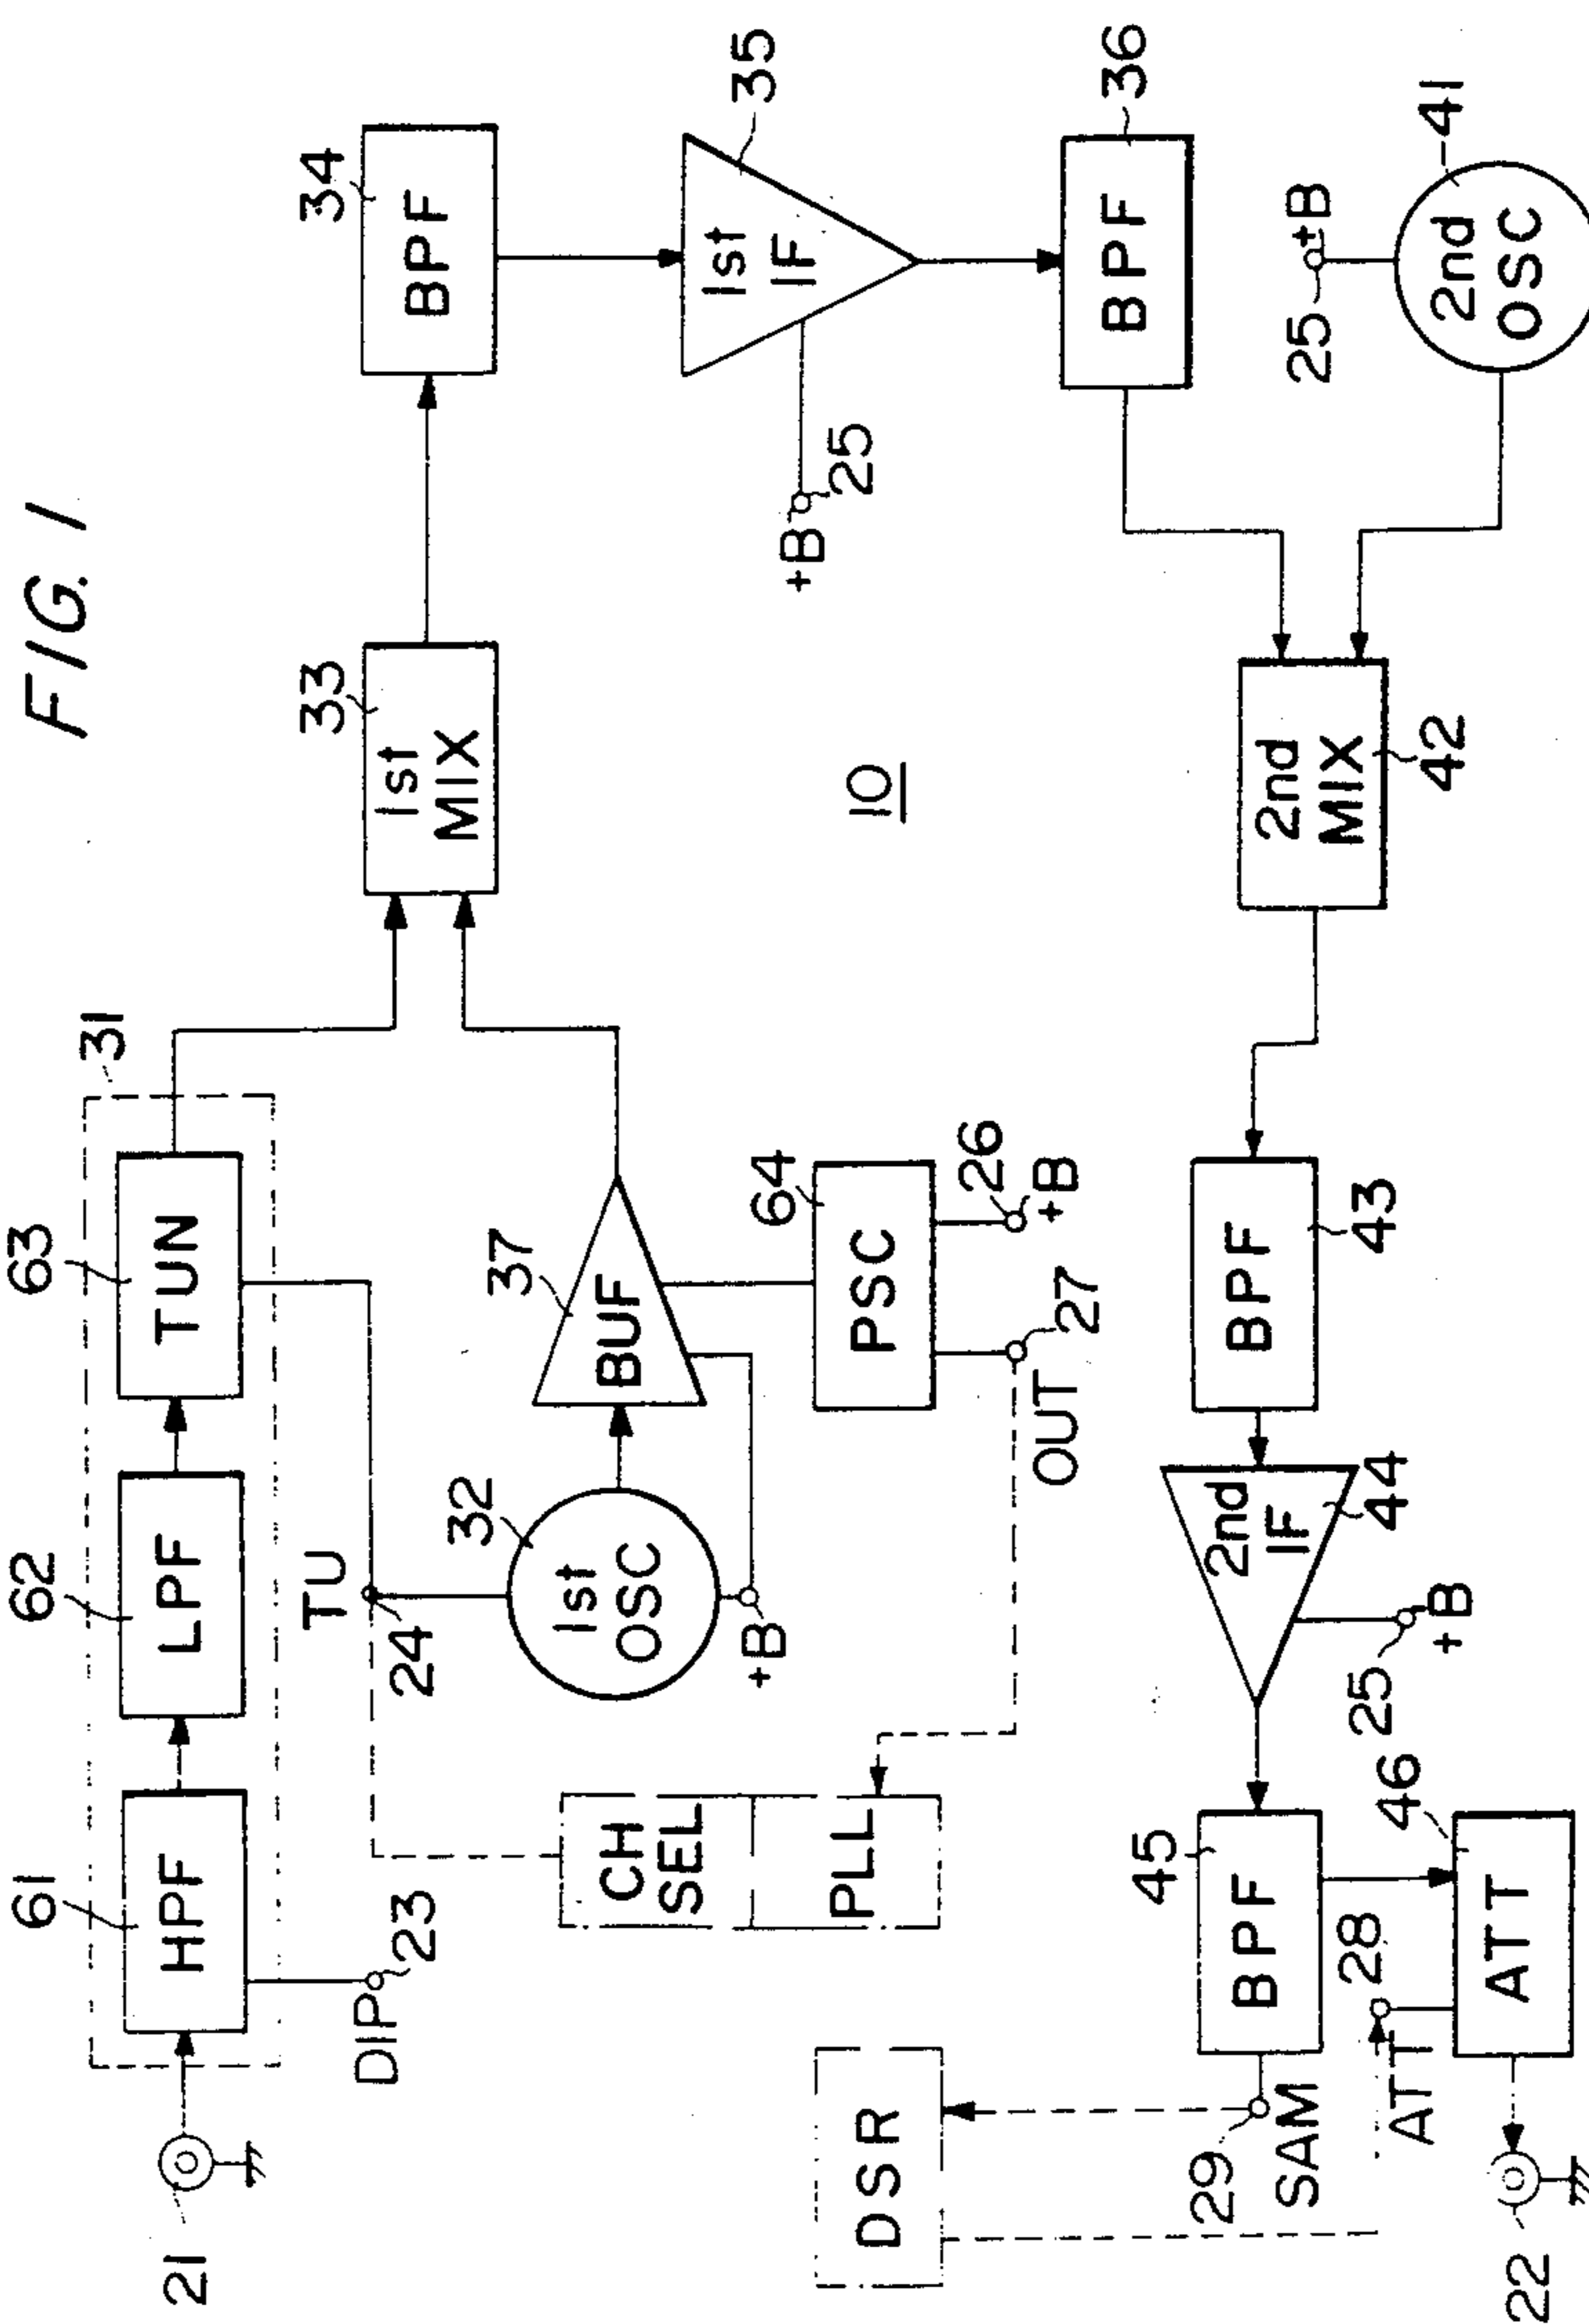 FIG. 1
21
61
HPF
62
LPF
63
TUN
31
DIP
23
TU
24
32
1st
OSC
+B
37
BUF
64
PSC
26
+B
OUT
27
CH
SEL
PLL
33
1st
MIX
34
BPF
35
1st
IF
+B
25
36
BPF
10
25
+B
41
2nd
OSC
2nd
MIX
42
BPF
43
2nd
IF
44
25
+B
45
BPF
46
ATT
28
ATT
29
SAM
DSR
22